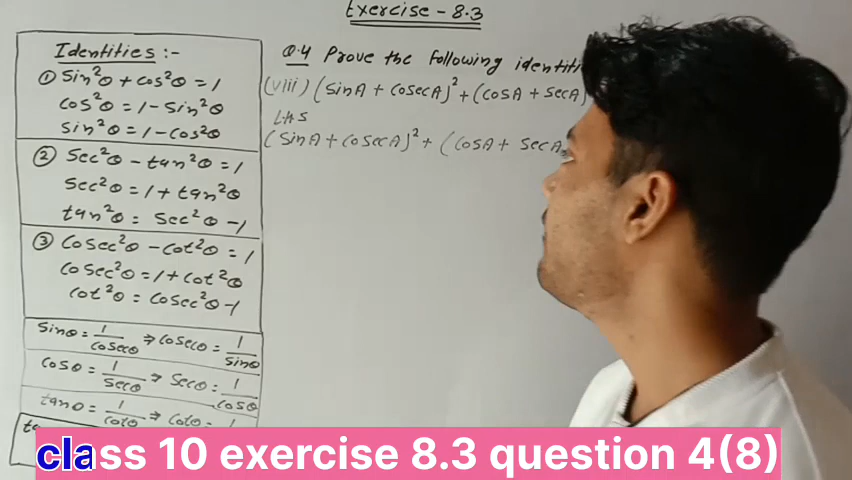 Exercise - 8.3
Identities :-
① Sin²θ + cos²θ = 1
cos²θ = 1 - sin²θ
sin²θ = 1 - cos²θ
② Sec²θ - tan²θ = 1
Sec²θ = 1 + tan²θ
tan²θ = Sec²θ - 1
③ Cosec²θ - cot²θ = 1
Cosec²θ = 1 + cot²θ
cot²θ = cosec²θ - 1
Sinθ = 1/cosecθ ⇒ cosecθ = 1/sinθ
Cosθ = 1/secθ ⇒ Secθ = 1/cosθ
tanθ = 1/cotθ ⇒ cotθ = 1
Q.4 Prove the following
(viii) (SinA + CosecA)² + (cosA + SecA)
LHS
(SinA + CosecA)² + (CosA + SecA
class 10 exercise 8.3 question 4(8)